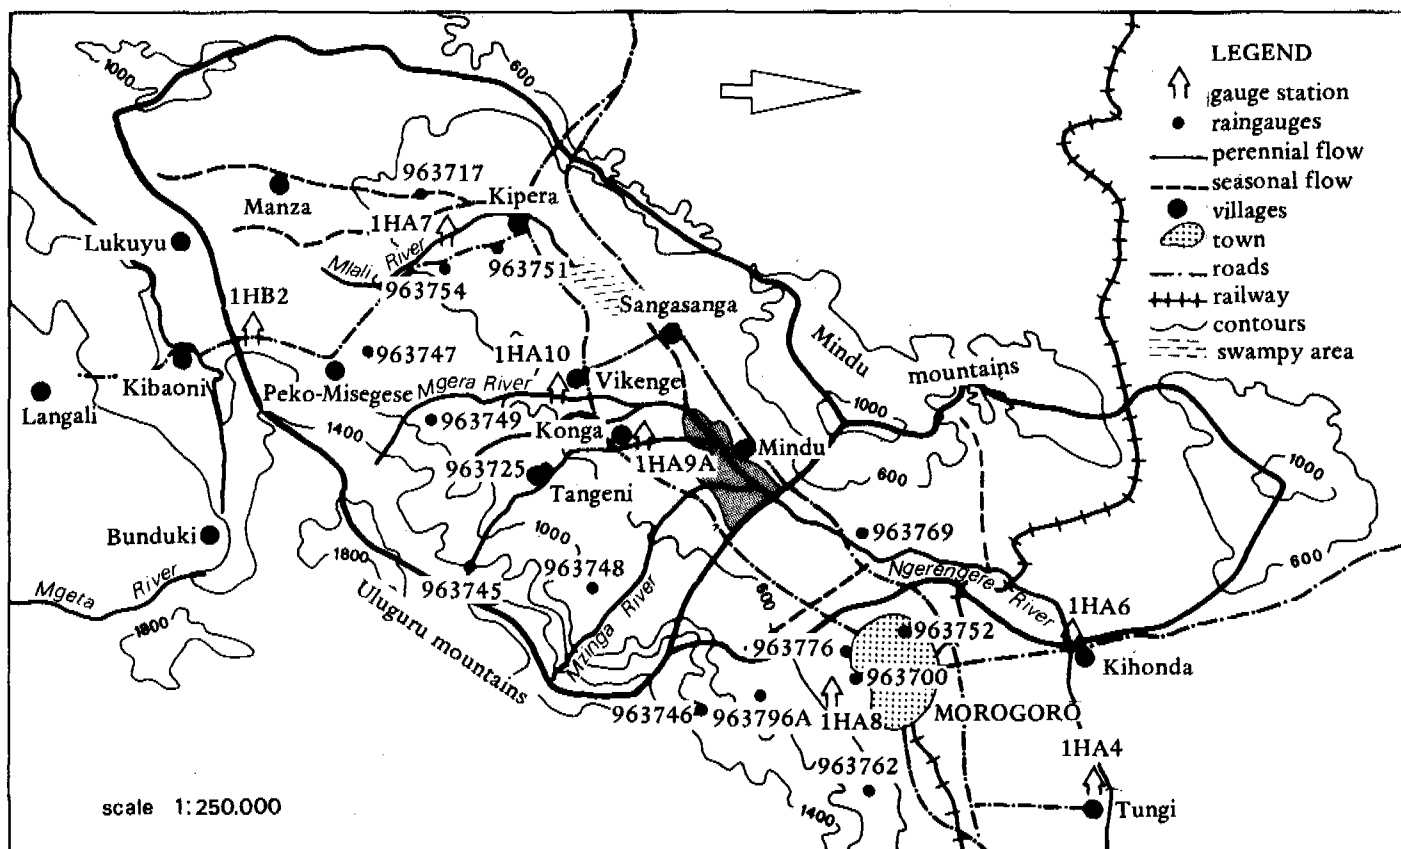 LEGEND
gauge station
raingauges
perennial flow
seasonal flow
villages
town
roads
railway
contours
swampy area
1000
600
963717
Manza
Kipera
1HA7
Lukuyu
Mlali River
963751
963754
1HB2
Sangasanga
Mindu
mountains
963747
1HA10
Kibaoni
Peko-Misegese
Mgera River
Vikenge
Langali
1000
1400
963749
Konga
Mindu
1HA9A
963725
Tangeni
600
1000
Bunduki
1000
963769
1800
963748
600
Mgeta River
963745
Ngerengere River
600
1800
Uluguru mountains
Mzinga River
1HA6
963752
963776
Kihonda
963700
963746
963796A
1HA8
MOROGORO
1HA4
963762
scale 1:250.000
1400
Tungi